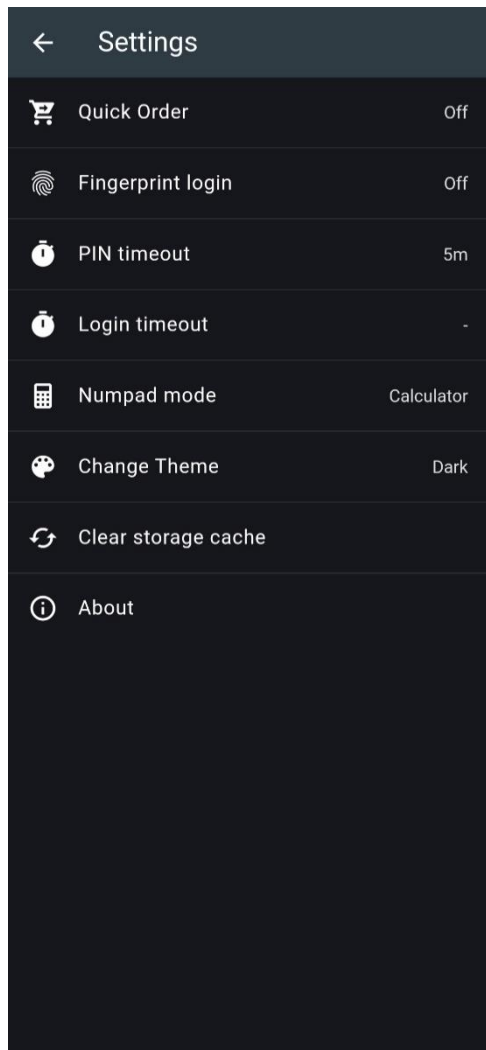 Settings
Quick Order Off
Fingerprint login Off
PIN timeout 5m
Login timeout -
Numpad mode Calculator
Change Theme Dark
Clear storage cache
About